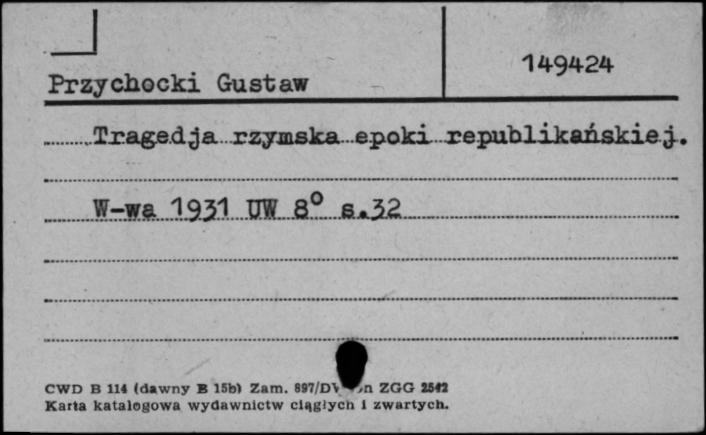 149424
Przychocki Gustaw
Tragedja rzymska epoki republikańskiej.
W-wa 1931 UW 8° s.32
CWD B 114 (dawny B 15b) Zam. 897/ ZGG 2542
Karta katalogowa wydawnictw ciągłych i zwartych.